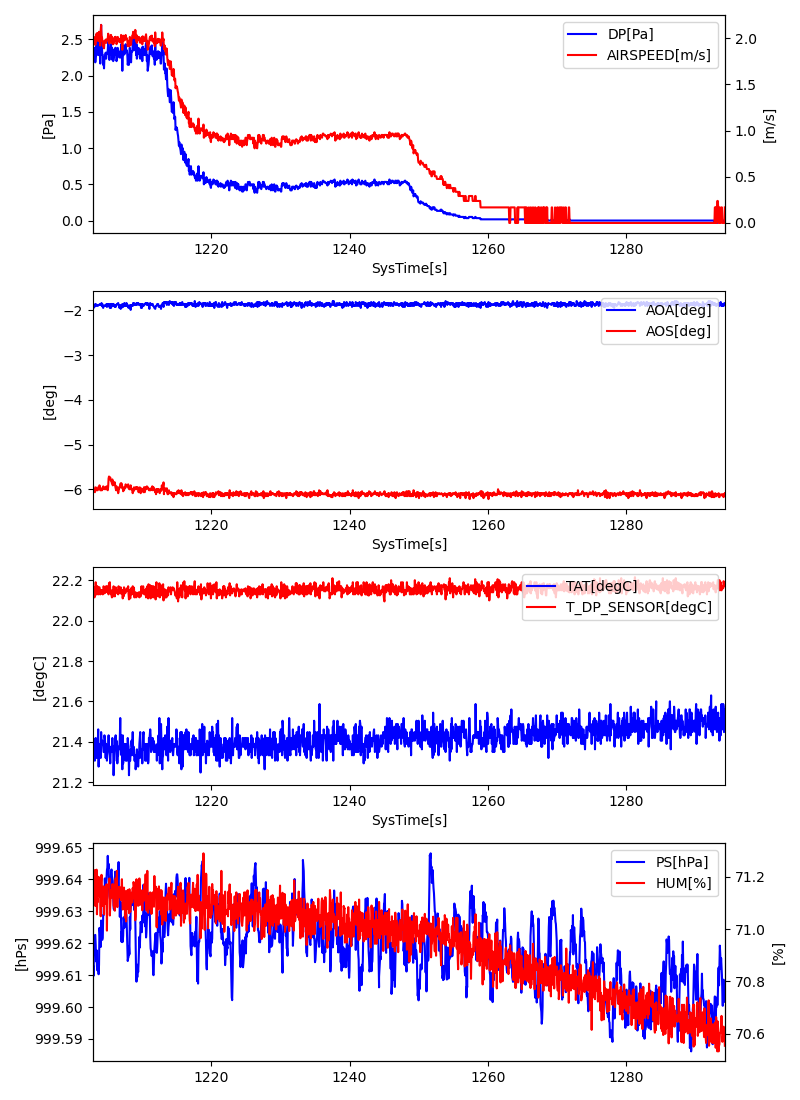 DP[Pa]
AIRSPEED[m/s]
2.5
2.0
1.5
1.0
0.5
0.0
[Pa]
2.0
1.5
1.0
0.5
0.0
[m/s]
1220 1240 1260 1280
SysTime[s]
AOA[deg]
AOS[deg]
−2
−3
−4
−5
−6
[deg]
1220 1240 1260 1280
SysTime[s]
TAT[degC]
T_DP_SENSOR[degC]
22.2
22.0
21.8
21.6
21.4
21.2
[degC]
1220 1240 1260 1280
SysTime[s]
PS[hPa]
HUM[%]
999.65
999.64
999.63
999.62
999.61
999.60
999.59
[hPs]
71.2
71.0
70.8
70.6
[%]
1220 1240 1260 1280